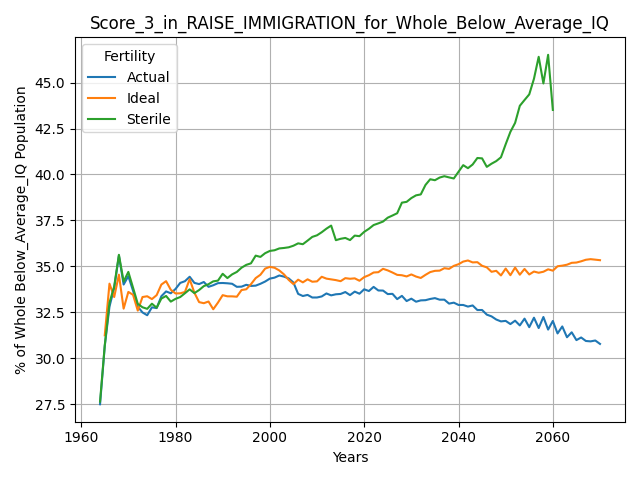 Score_3_in_RAISE_IMMIGRATION_for_Whole_Below_Average_IQ
Fertility
Actual
Ideal
Sterile
% of Whole Below_Average_IQ Population
45.0
42.5
40.0
37.5
35.0
32.5
30.0
27.5
1960
1980
2000
2020
2040
2060
Years